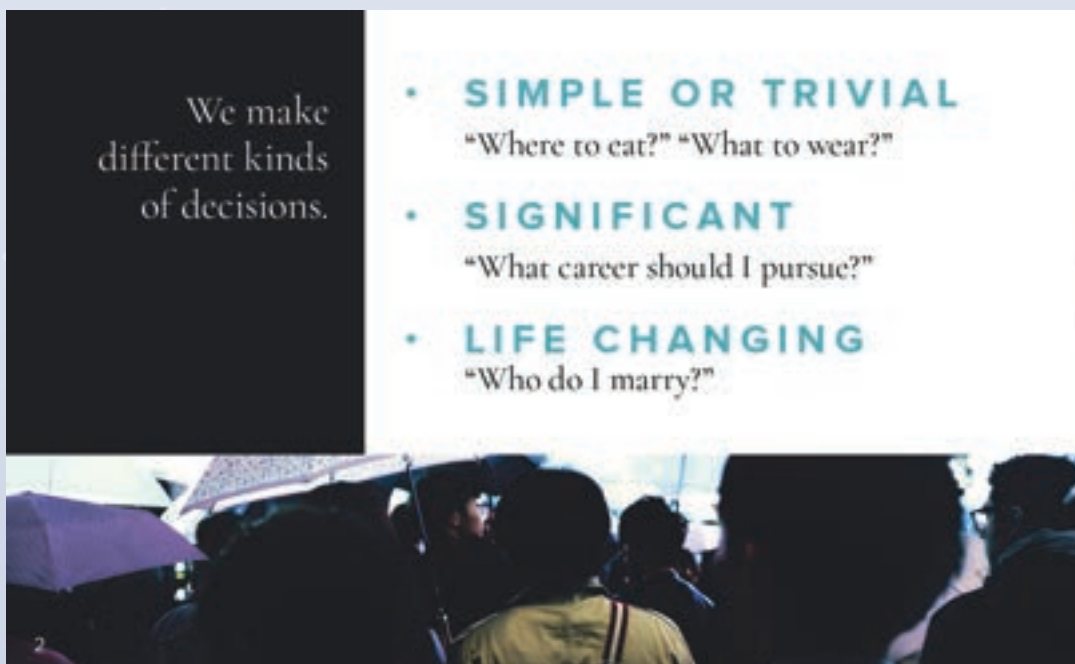 We make
different kinds
of decisions.
• SIMPLE OR TRIVIAL
“Where to eat?” “What to wear?”
• SIGNIFICANT
“What career should I pursue?”
• LIFE CHANGING
“Who do I marry?”
2